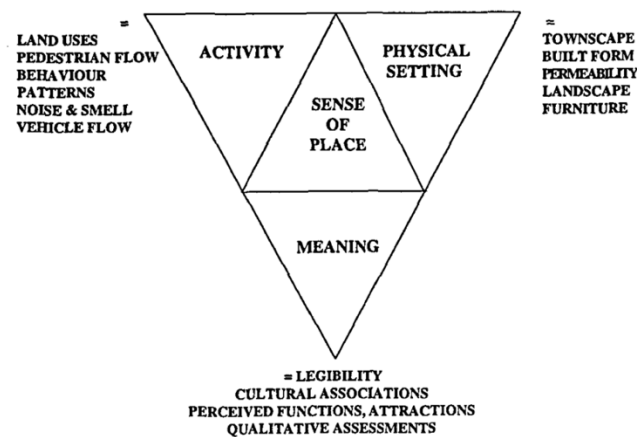 =
LAND USES
PEDESTRIAN FLOW
BEHAVIOUR
PATTERNS
NOISE & SMELL
VEHICLE FLOW
ACTIVITY
PHYSICAL
SETTING
=
TOWNSCAPE
BUILT FORM
PERMEABILITY
LANDSCAPE
FURNITURE
SENSE
OF
PLACE
MEANING
= LEGIBILITY
CULTURAL ASSOCIATIONS
PERCEIVED FUNCTIONS, ATTRACTIONS
QUALITATIVE ASSESSMENTS